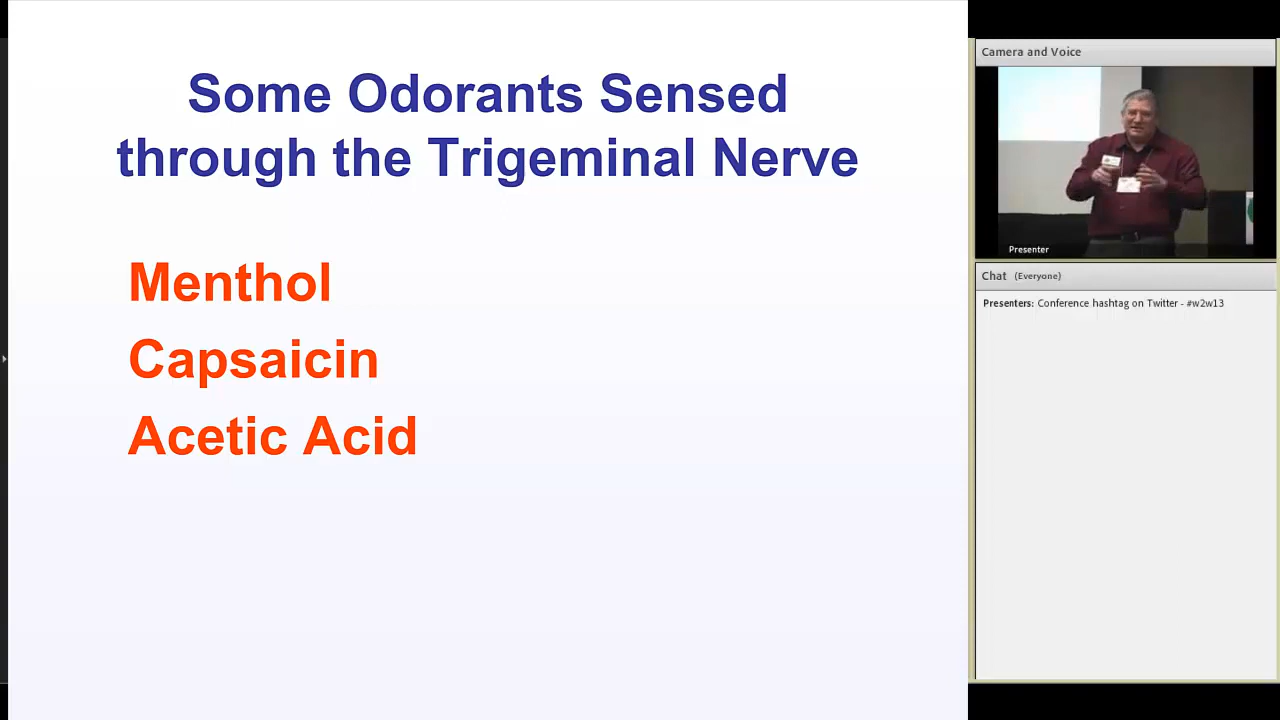 Some Odorants Sensed
through the Trigeminal Nerve
Menthol
Capsaicin
Acetic Acid
Camera and Voice
Presenter
Chat (Everyone)
Presenters: Conference hashtag on Twitter - #w2w13